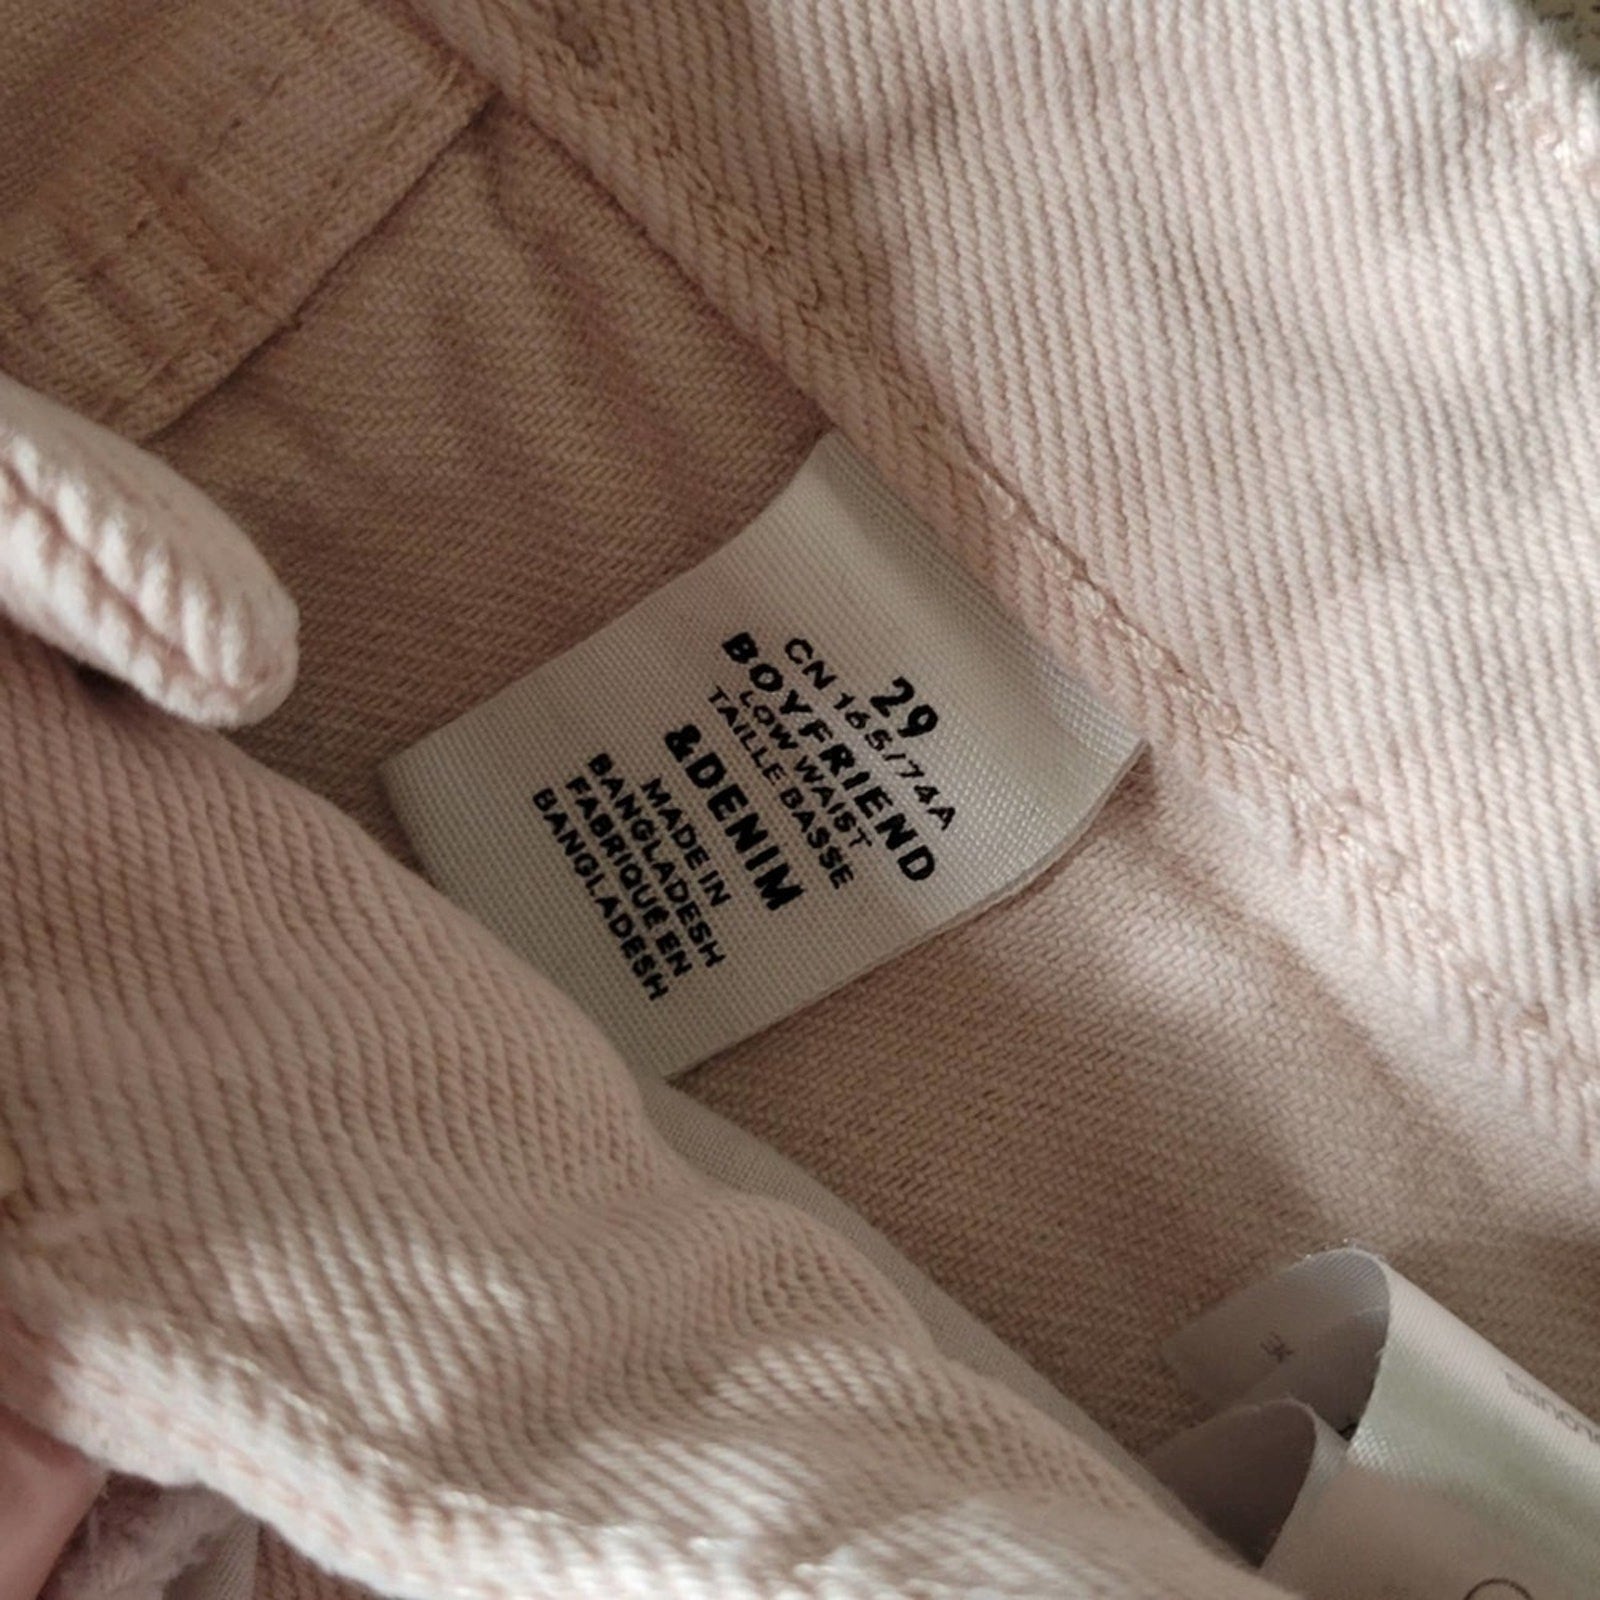 29
CN 165/74A
BOYFRIEND
LOW WAIST
TAILLE BASSE
&DENIM
MADE IN
BANGLADESH
FABRIQUÉ EN
BANGLADESH